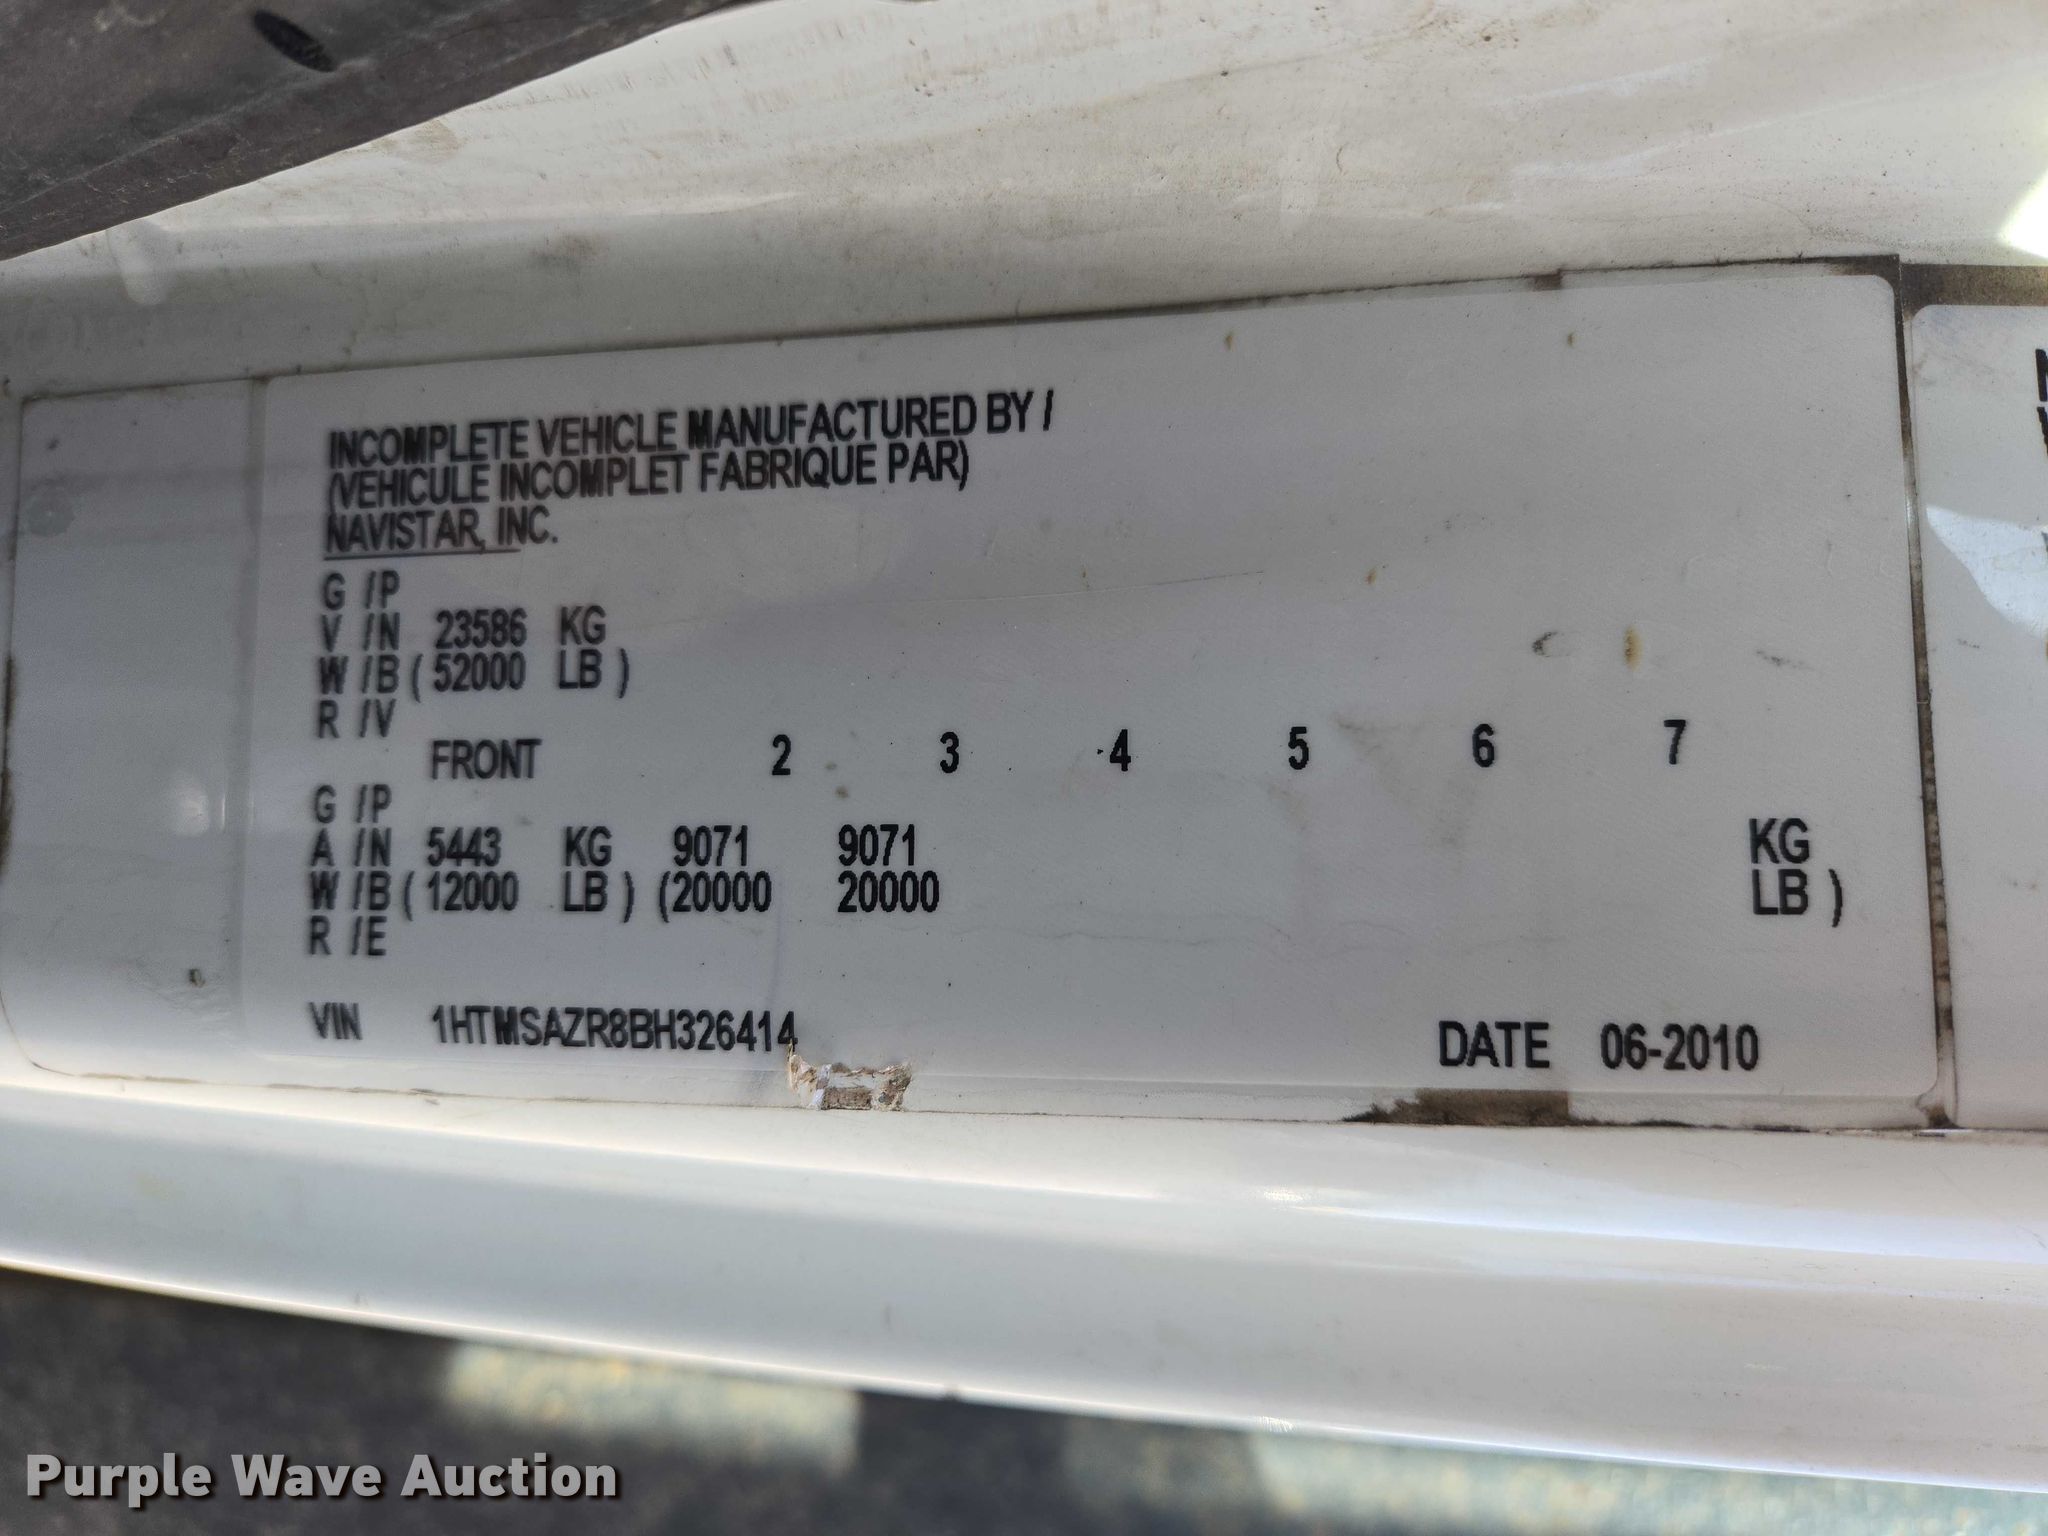 INCOMPLETE VEHICLE MANUFACTURED BY /
(VEHICULE INCOMPLET FABRIQUE PAR)
NAVISTAR, INC.
G /P
V /N 23586 KG
W /B ( 52000 LB )
R /V
FRONT 2 3 4 5 6 7
G /P
A /N 5443 KG 9071 9071 KG
W /B ( 12000 LB ) (20000 20000 LB )
R /E
VIN 1HTMSAZR8BH326414 DATE 06-2010
Purple Wave Auction